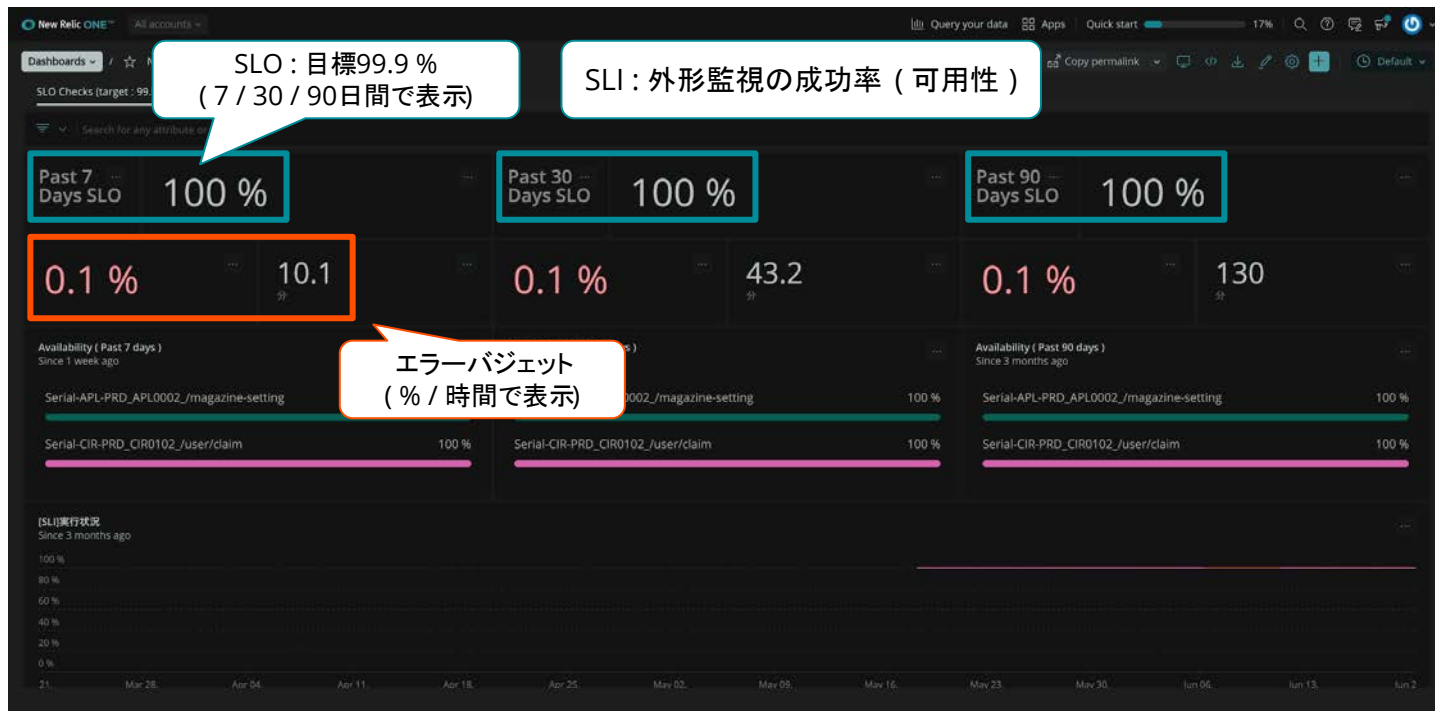 New Relic ONE™ All accounts
Query your data Apps Quick start 17%
Dashboards / ☆
Copy permalink Default
SLO Checks (target : 99.
SLO : 目標99.9 %
( 7 / 30 / 90日間で表示)
SLI : 外形監視の成功率 ( 可用性 )
Search for any attribute or
Past 7
Days SLO
100 %
Past 30
Days SLO
100 %
Past 90
Days SLO
100 %
0.1 %
10.1
分
0.1 %
43.2
分
0.1 %
130
分
エラーバジェット
( % / 時間で表示)
Availability ( Past 7 days )
Since 1 week ago
Serial-APL-PRD_APL0002_/magazine-setting
Serial-CIR-PRD_CIR0102_/user/claim 100 %
s )
0002_/magazine-setting 100 %
Serial-CIR-PRD_CIR0102_/user/claim 100 %
Availability ( Past 90 days )
Since 3 months ago
Serial-APL-PRD_APL0002_/magazine-setting 100 %
Serial-CIR-PRD_CIR0102_/user/claim 100 %
[SLI]実行状況
Since 3 months ago
100 %
80 %
60 %
40 %
20 %
0 %
21. Mar 28. Apr 04. Apr 11. Apr 18. Apr 25. May 02. May 09. May 16. May 23. May 30. Jun 06. Jun 13. Jun 2